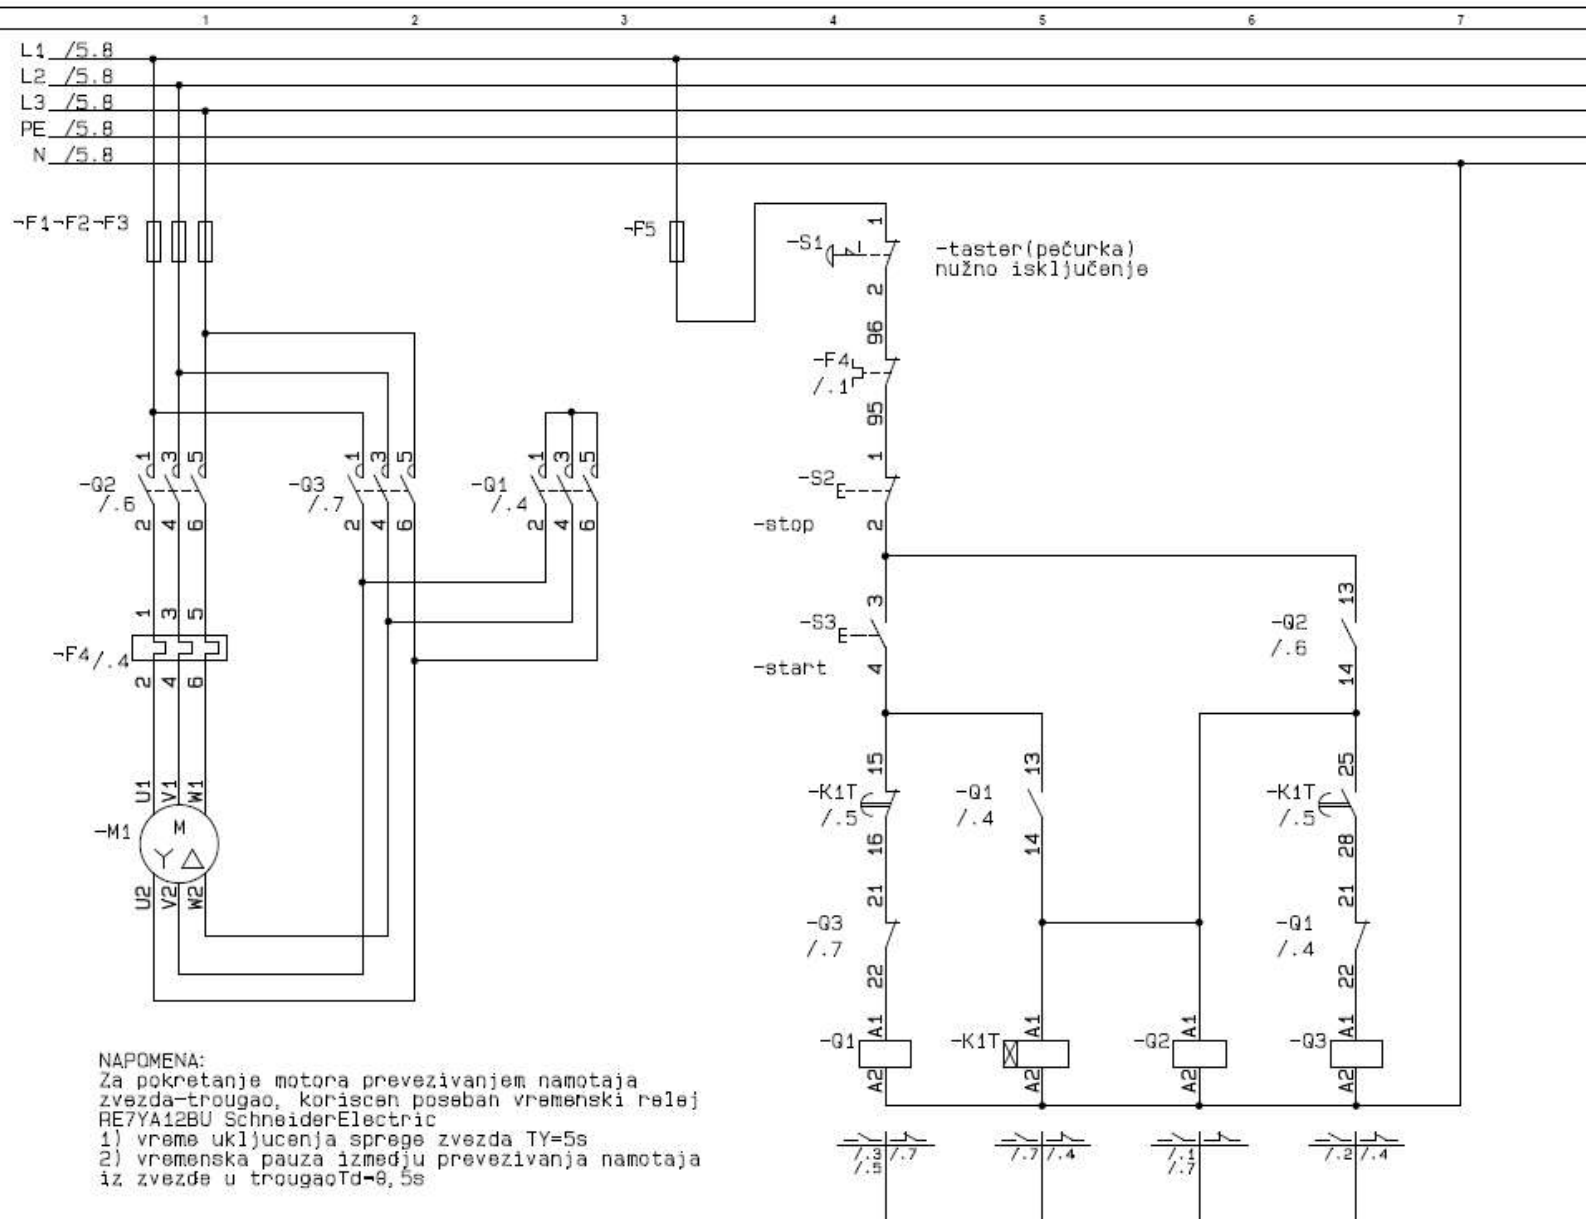 1 2 3 4 5 6 7
L1 /5.8
L2 /5.8
L3 /5.8
PE /5.8
N /5.8
¬F1¬F2¬F3
¬F5
-S1
1
2
-taster(pečurka)
nužno isključenje
96
-F4
/.1
95
1 3 5
-Q2
/.6
2 4 6
1 3 5
-Q3
/.7
2 4 6
1 3 5
-Q1
/.4
2 4 6
1
-S2
E
-stop
2
1 3 5
¬F4/.4
2 4 6
3
-S3
E
-start
4
13
-Q2
/.6
14
U1 V1 W1
-M1
M
U2 V2 W2
15
-K1T
/.5
16
13
-Q1
/.4
14
25
-K1T
/.5
28
21
-Q3
/.7
22
21
-Q1
/.4
22
A1 A1 A1 A1
-Q1 -K1T -Q2 -Q3
A2 A2 A2 A2
/.3 /.7 /.7 /.4 /.1 /.2 /.4
/.5 /.7
NAPOMENA:
Za pokretanje motora prevezivanjem namotaja
zvezda-trougao, koriscen poseban vremenski relej
RE7YA12BU SchneiderElectric
1) vreme ukljucenja sprege zvezda TY=5s
2) vremenska pauza izmedju prevezivanja namotaja
iz zvezde u trougaoTd=0,5s